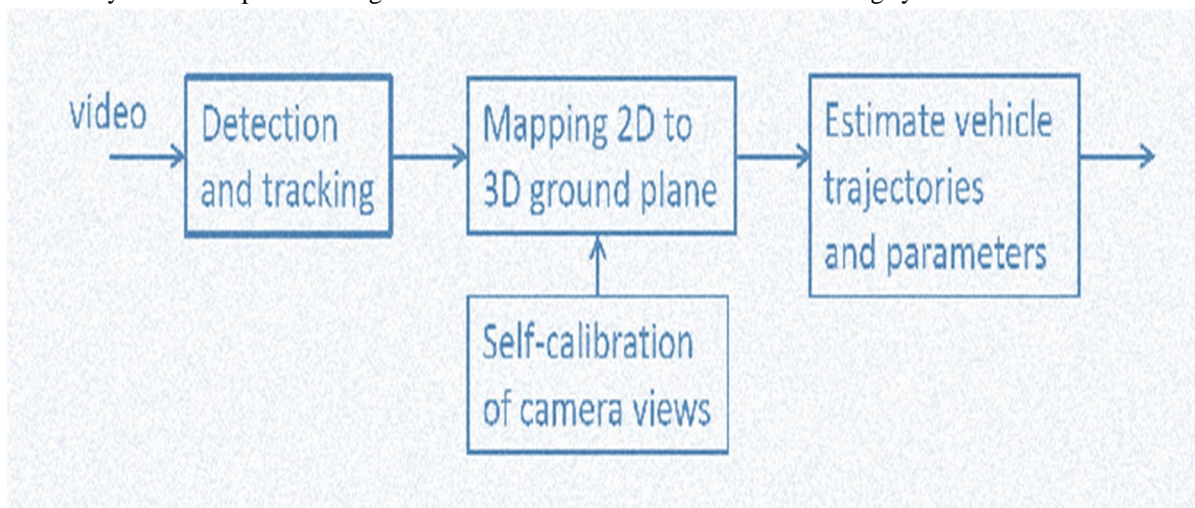 video
Detection
and tracking
Mapping 2D to
3D ground plane
Estimate vehicle
trajectories
and parameters
Self-calibration
of camera views